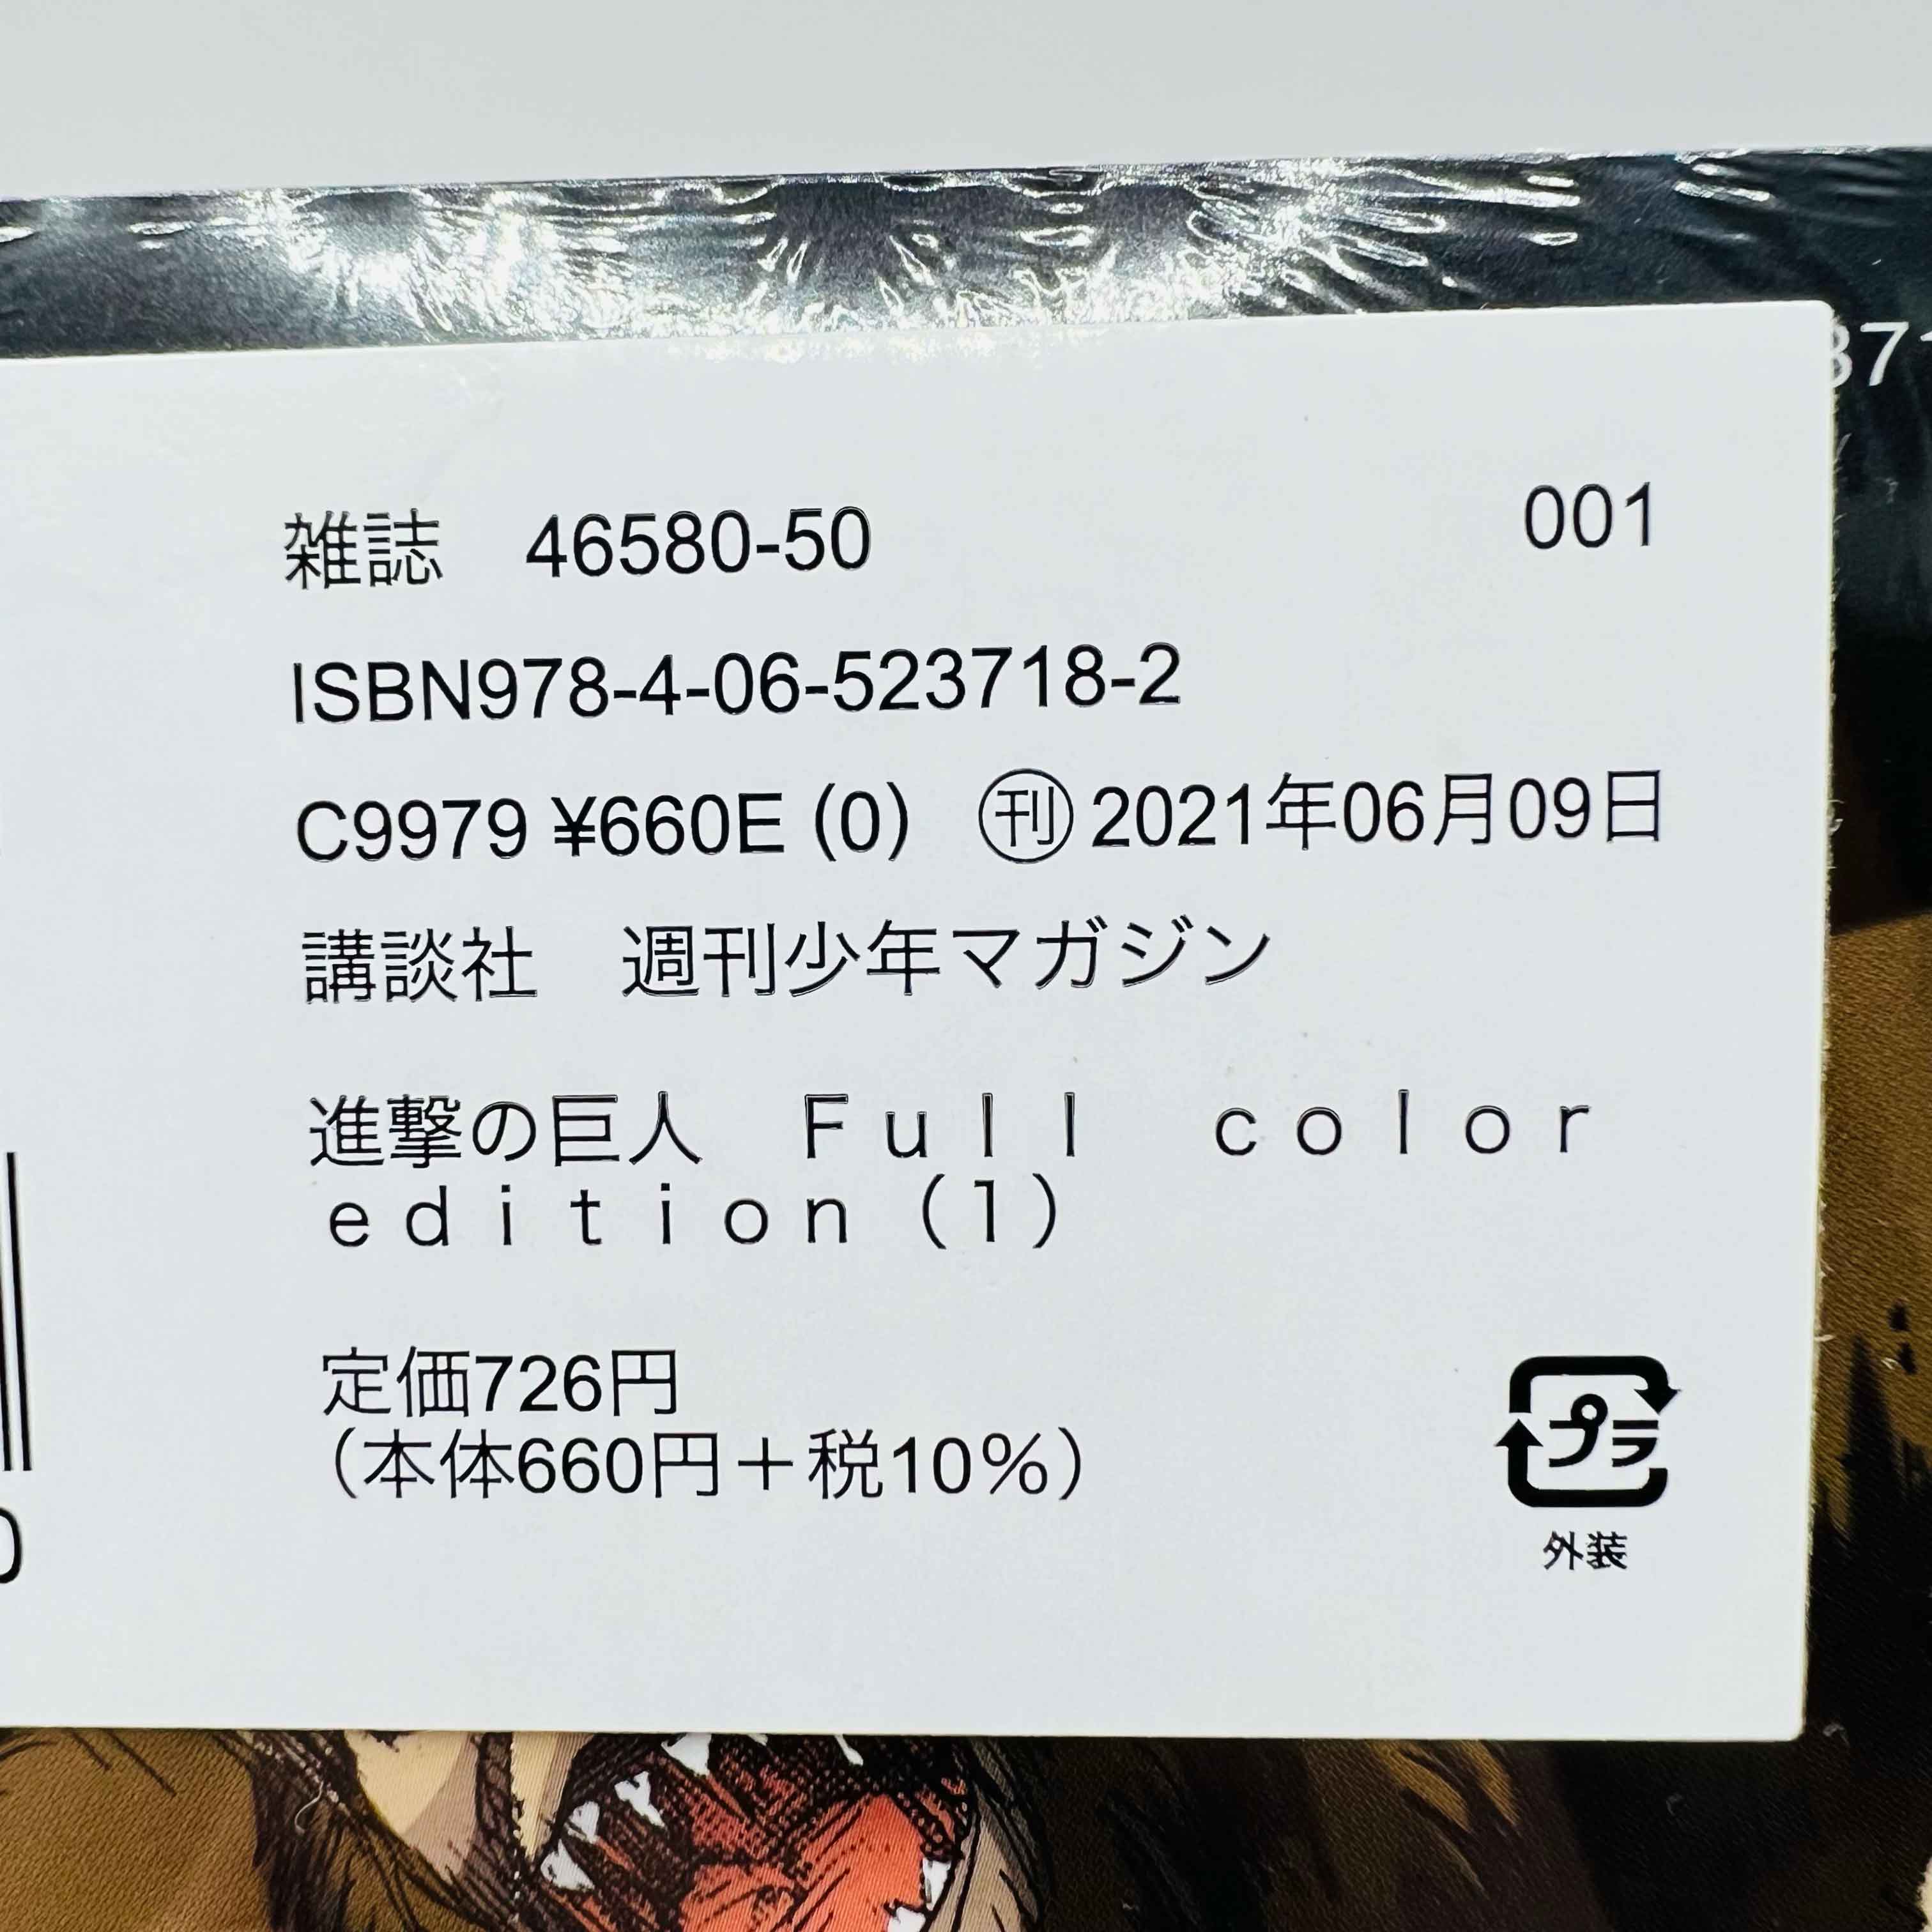 371
雑誌　46580-50
001
ISBN978-4-06-523718-2
C9979 ¥660E (0) ㊞2021年06月09日
講談社　週刊少年マガジン
進撃の巨人　Ｆｕｌｌ　ｃｏｌｏｒ
ｅｄｉｔｉｏｎ（１）
定価726円
（本体660円＋税10％）
プラ
外装
0